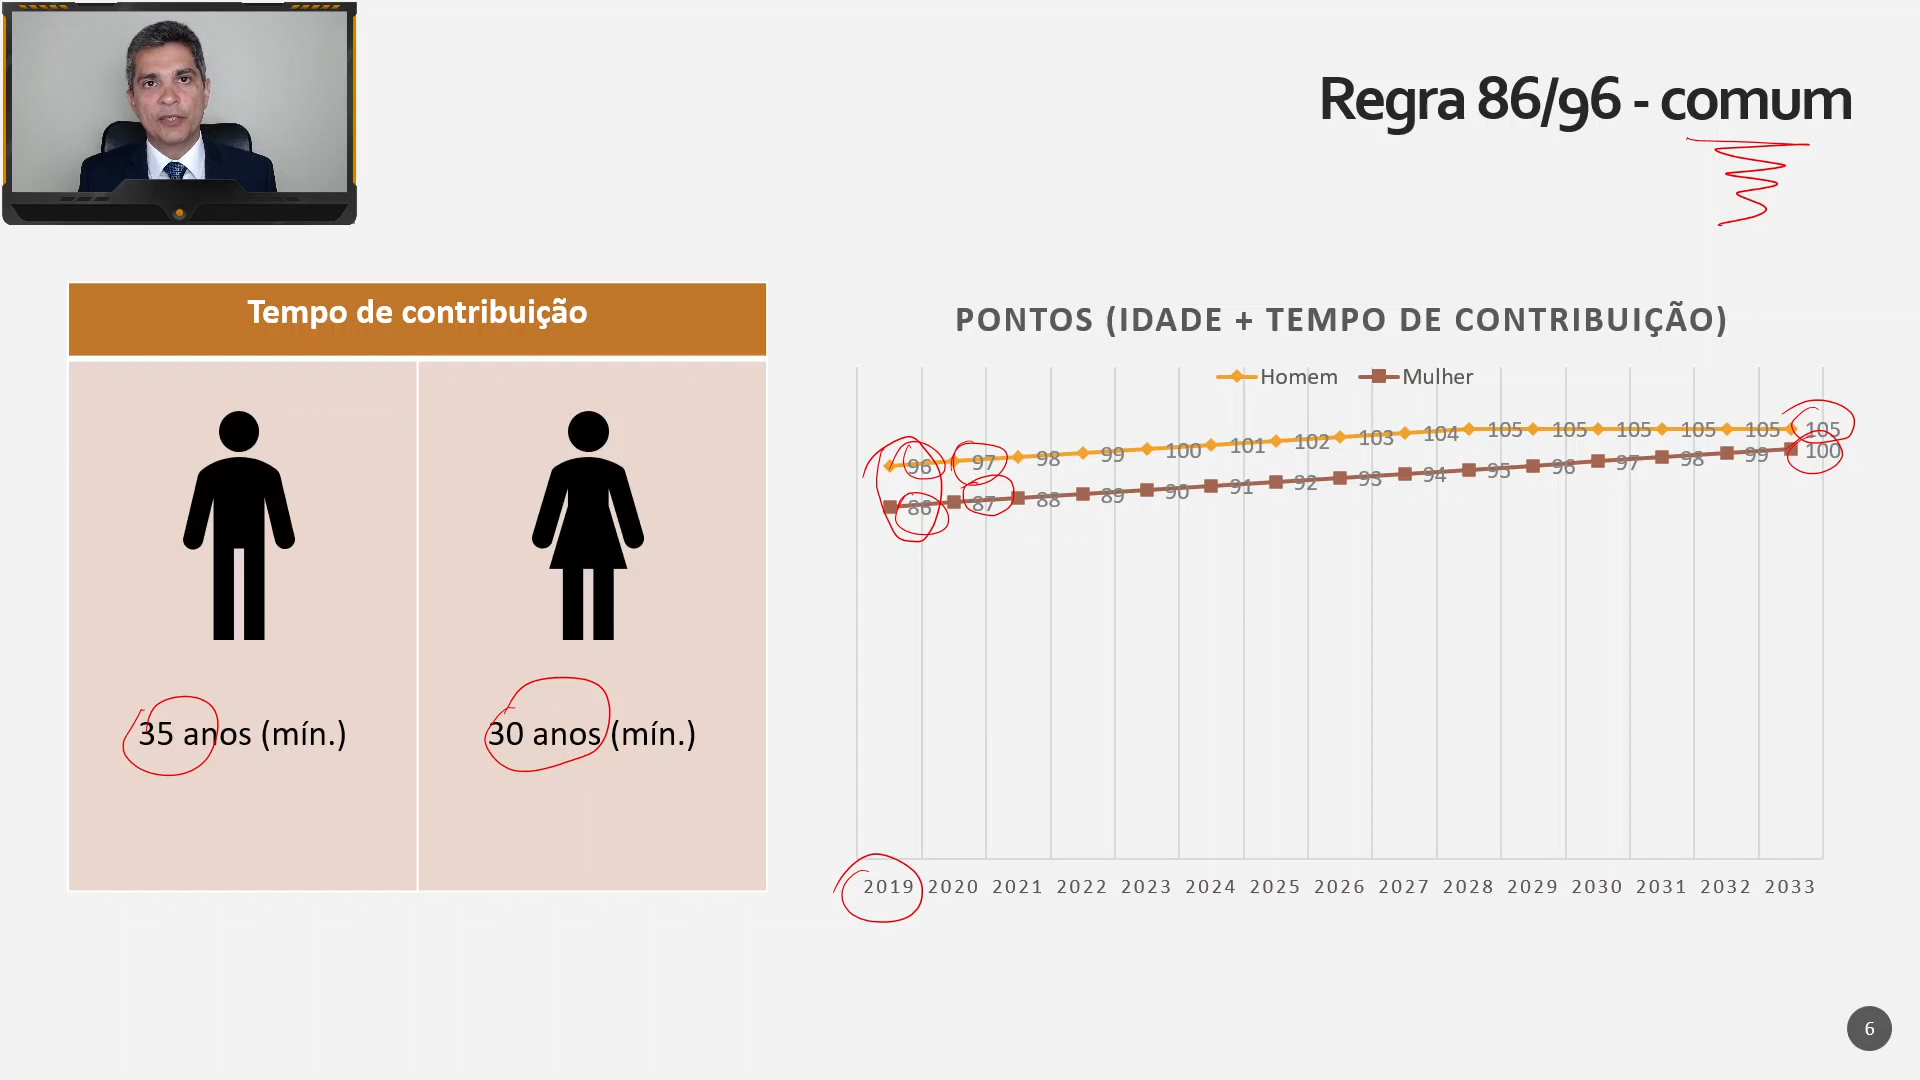 Regra 86/96 - comum
Tempo de contribuição
35 anos (mín.)
30 anos (mín.)
PONTOS (IDADE + TEMPO DE CONTRIBUIÇÃO)
Homem Mulher
96 97 98 99 100 101 102 103 104 105 105 105 105 105 105
86 87 88 89 90 91 92 93 94 95 96 97 98 99 100
2019 2020 2021 2022 2023 2024 2025 2026 2027 2028 2029 2030 2031 2032 2033
6